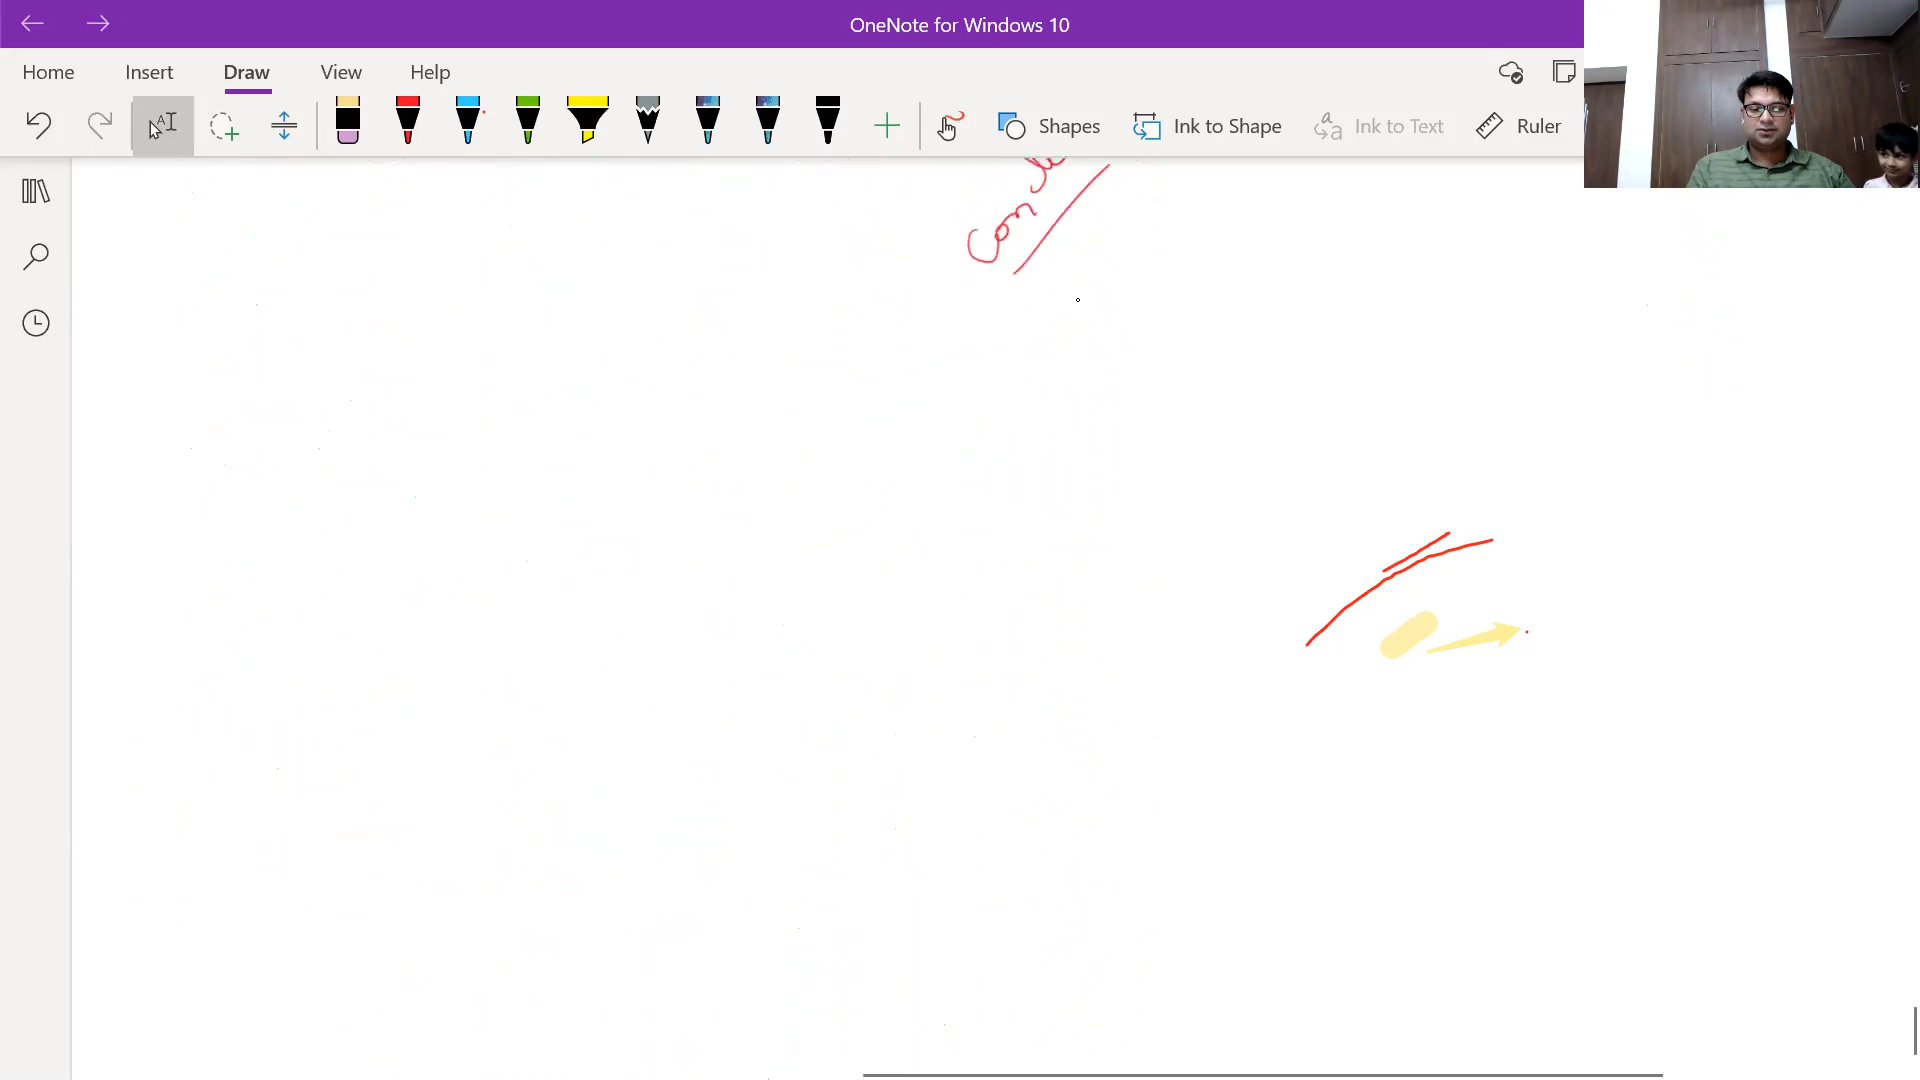 OneNote for Windows 10
Home Insert Draw View Help
Shapes Ink to Shape Ink to Text Ruler